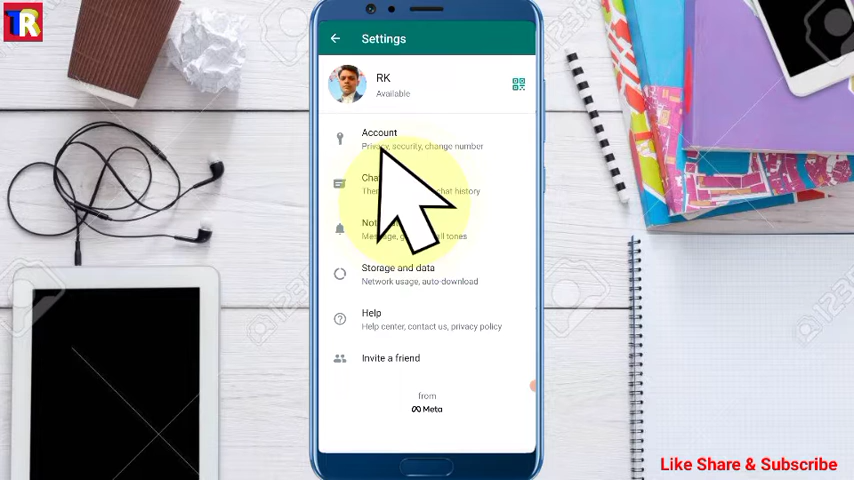 TR
Settings
RK
Available
Account
Privacy, security, change number
chat history
Storage and data
Network usage, auto-download
Help
Help center, contact us, privacy policy
Invite a friend
from
Meta
Like Share & Subscribe